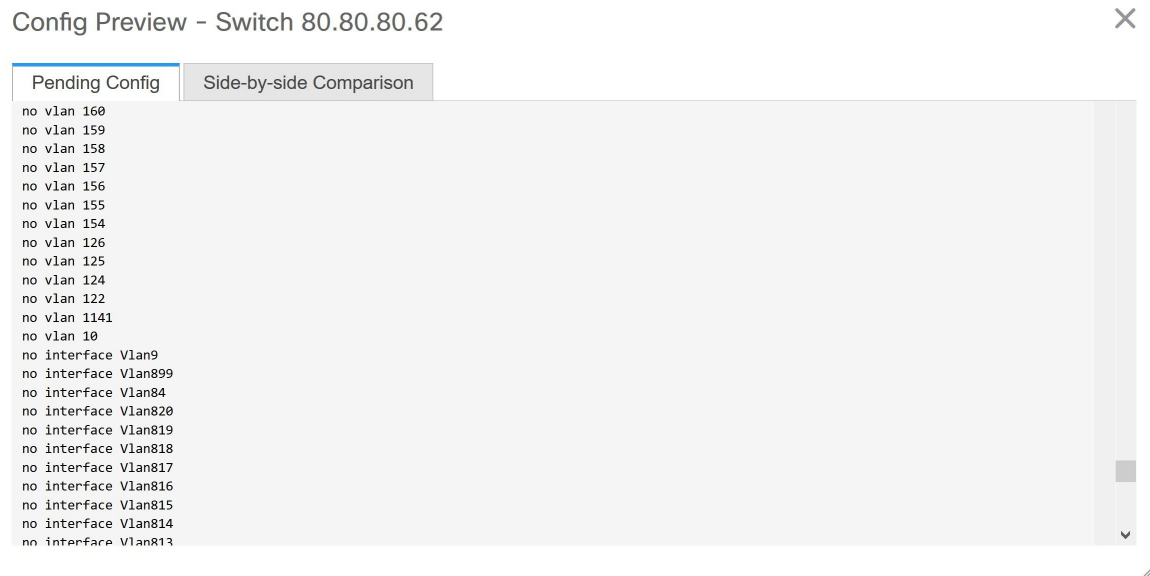 Config Preview - Switch 80.80.80.62
Pending Config
Side-by-side Comparison
no vlan 160
no vlan 159
no vlan 158
no vlan 157
no vlan 156
no vlan 155
no vlan 154
no vlan 126
no vlan 125
no vlan 124
no vlan 122
no vlan 1141
no vlan 10
no interface Vlan9
no interface Vlan899
no interface Vlan84
no interface Vlan820
no interface Vlan819
no interface Vlan818
no interface Vlan817
no interface Vlan816
no interface Vlan815
no interface Vlan814
no interface Vlan813